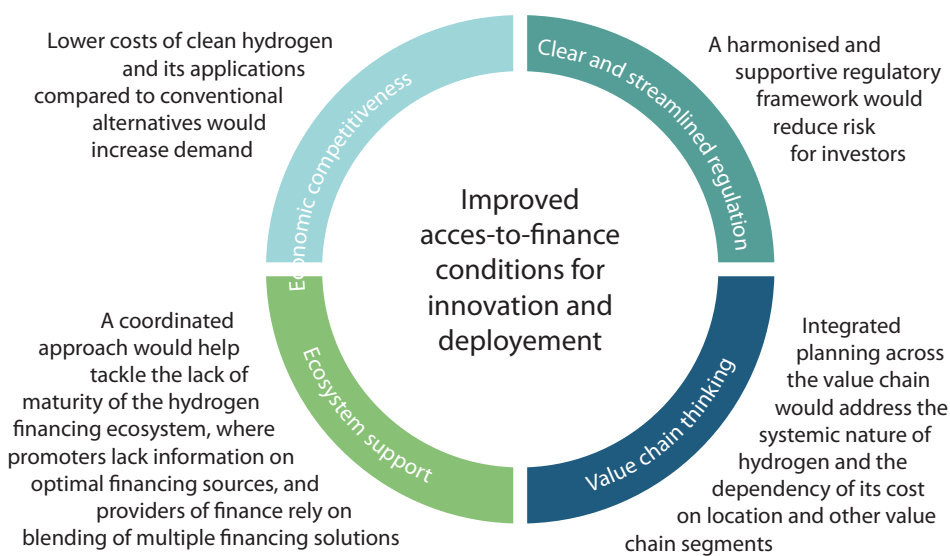 Lower costs of clean hydrogen
and its applications
compared to conventional
alternatives would
increase demand
Economic competitiveness
Clear and streamlined regulation
A harmonised and
supportive regulatory
framework would
reduce risk
for investors
Improved
acces-to-finance
conditions for
innovation and
deployement
A coordinated
approach would help
tackle the lack of
maturity of the hydrogen
financing ecosystem, where
promoters lack information on
optimal financing sources, and
providers of finance rely on
blending of multiple financing solutions
Ecosystem support
Value chain thinking
Integrated
planning across
the value chain
would address the
systemic nature of
hydrogen and the
dependency of its cost
on location and other value
chain segments